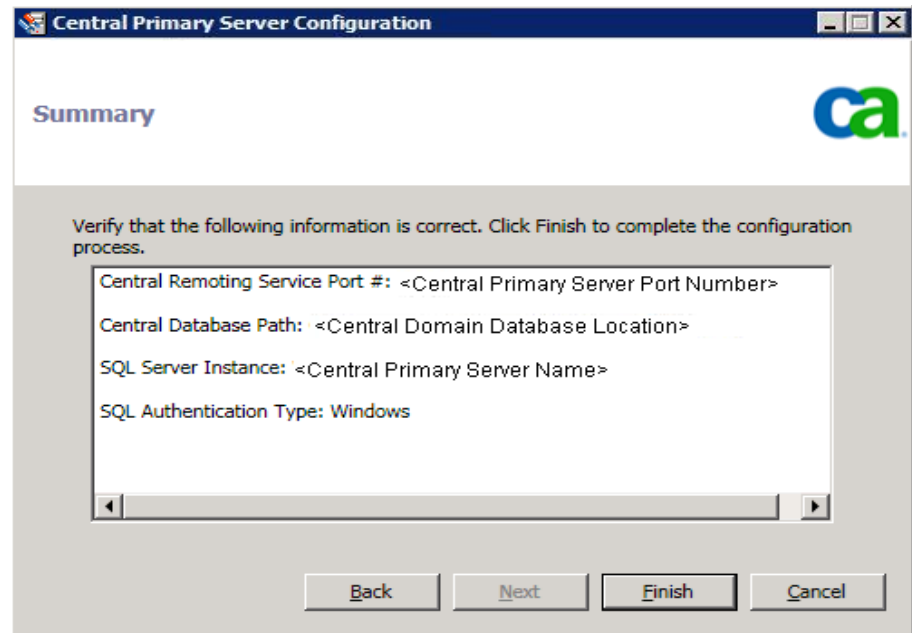 Central Primary Server Configuration
Summary
ca
Verify that the following information is correct. Click Finish to complete the configuration
process.
Central Remoting Service Port #: <Central Primary Server Port Number>
Central Database Path: <Central Domain Database Location>
SQL Server Instance: <Central Primary Server Name>
SQL Authentication Type: Windows
Back Next Finish Cancel